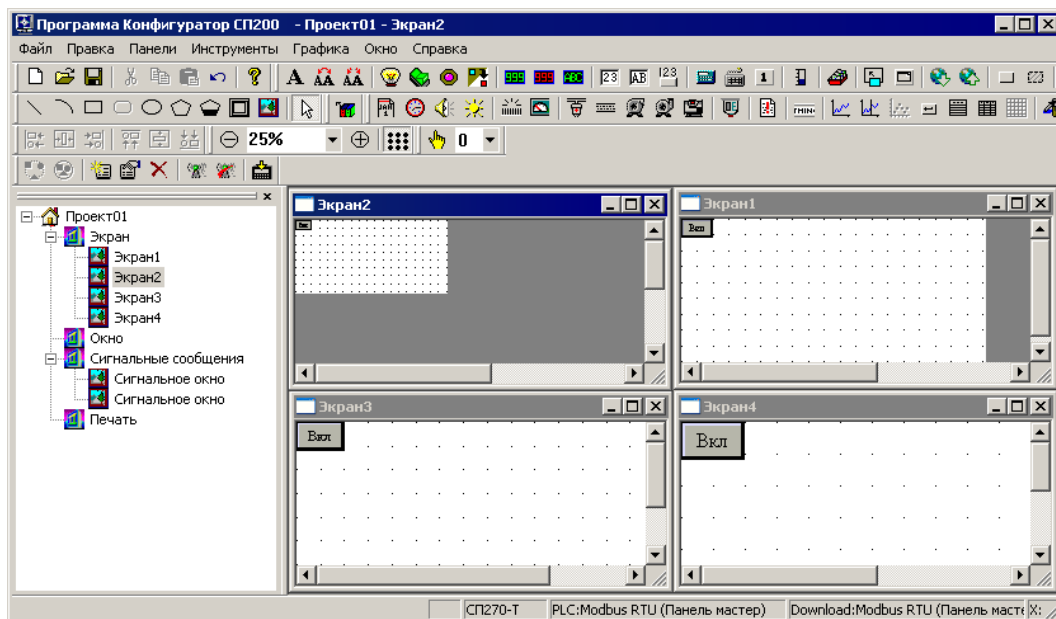 Программа Конфигуратор СП200 - Проект01 - Экран2
Файл Правка Панели Инструменты Графика Окно Справка
25% 0
Проект01
Экран
Экран1
Экран2
Экран3
Экран4
Окно
Сигнальные сообщения
Сигнальное окно
Сигнальное окно
Печать
Экран2
Экран1
Вкл
Экран3
Вкл
Экран4
Вкл
СП270-Т PLC:Modbus RTU (Панель мастер) Download:Modbus RTU (Панель масте X: